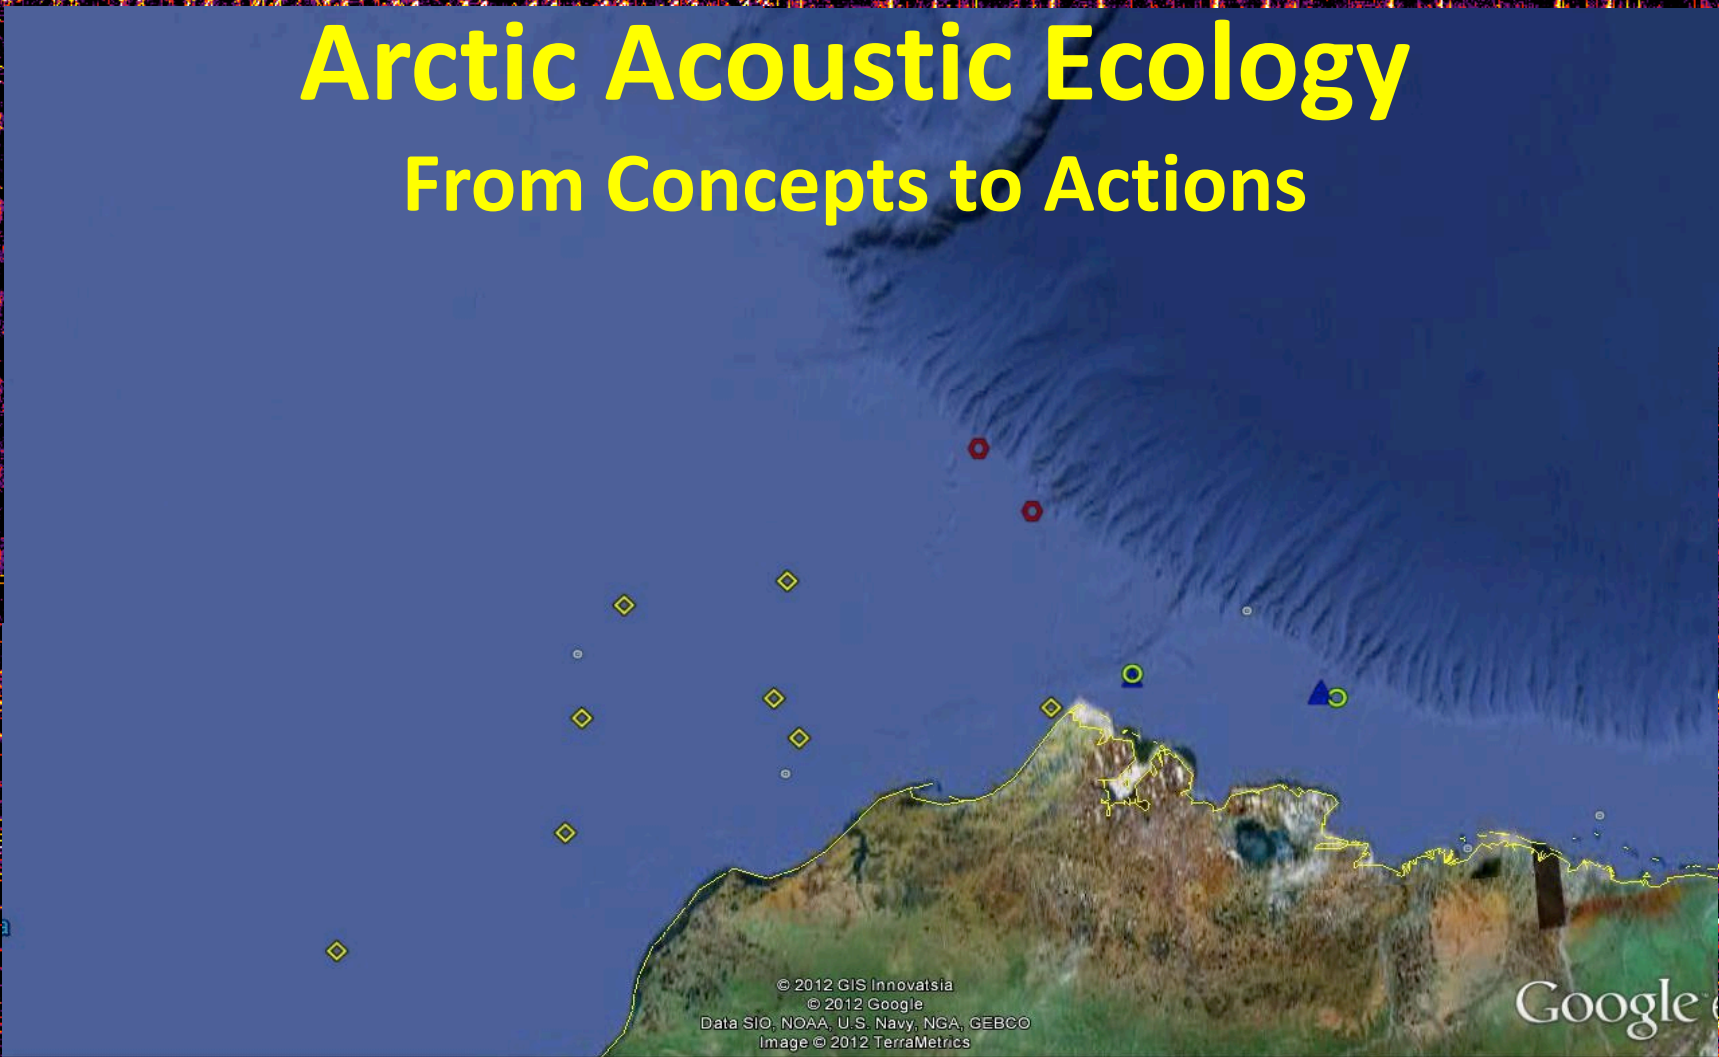 Arctic Acoustic Ecology
From Concepts to Actions
a
© 2012 GIS Innovatsia
© 2012 Google
Data SIO, NOAA, U.S. Navy, NGA, GEBCO
Image © 2012 TerraMetrics
Google e